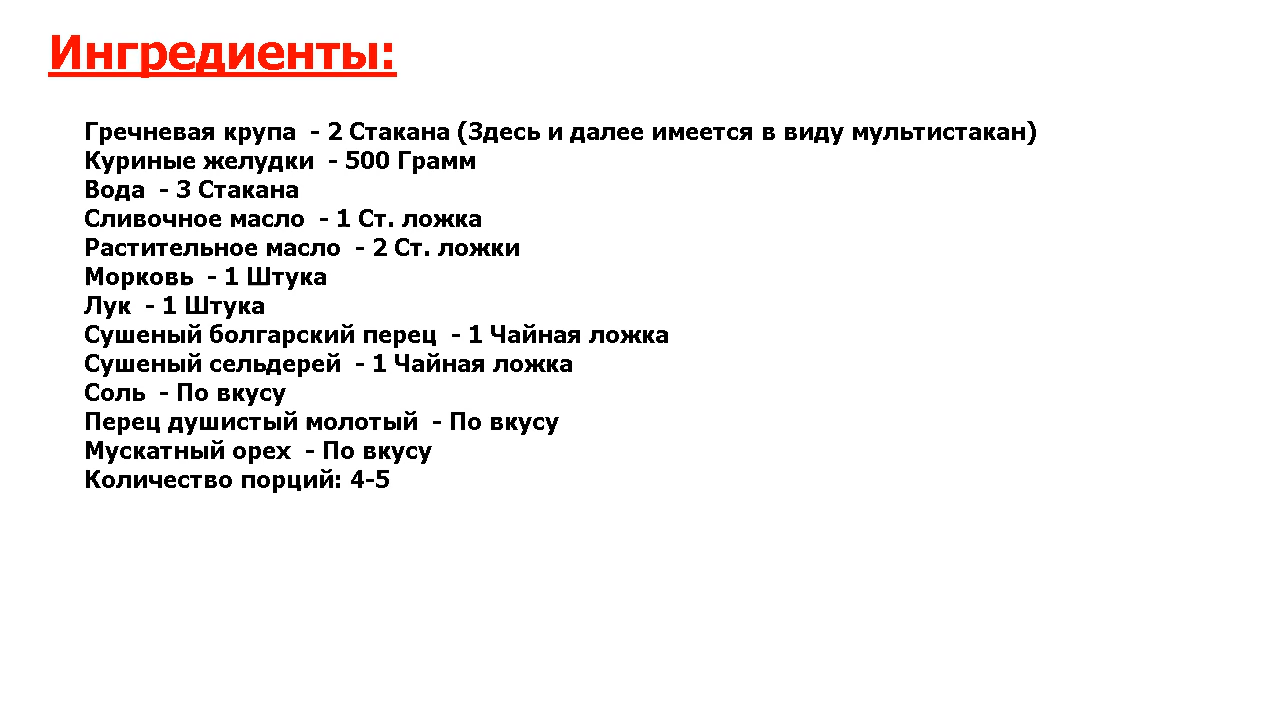 Ингредиенты:
Гречневая крупа - 2 Стакана (Здесь и далее имеется в виду мультистакан)
Куриные желудки - 500 Грамм
Вода - 3 Стакана
Сливочное масло - 1 Ст. ложка
Растительное масло - 2 Ст. ложки
Морковь - 1 Штука
Лук - 1 Штука
Сушеный болгарский перец - 1 Чайная ложка
Сушеный сельдерей - 1 Чайная ложка
Соль - По вкусу
Перец душистый молотый - По вкусу
Мускатный орех - По вкусу
Количество порций: 4-5